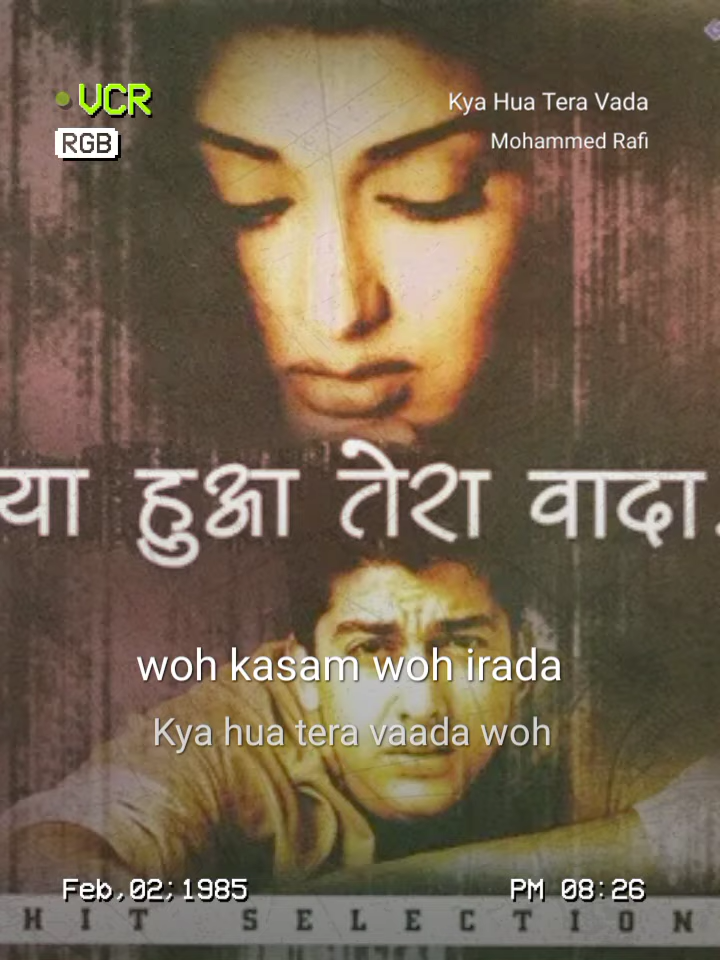 VCR
RGB
Kya Hua Tera Vada
Mohammed Rafi
या हुआ तेरा वादा
woh kasam woh irada
Kya hua tera vaada woh
Feb,02;1985
PM 08:26
HIT SELECTION